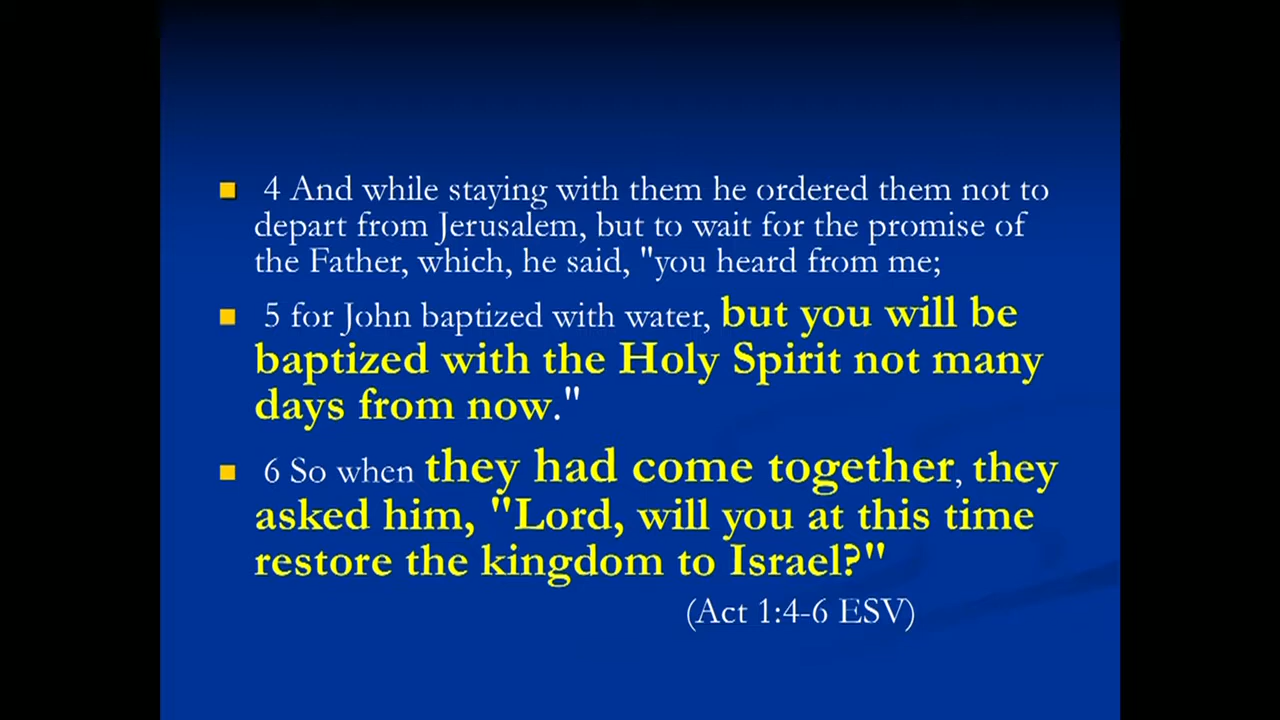 4 And while staying with them he ordered them not to
depart from Jerusalem, but to wait for the promise of
the Father, which, he said, "you heard from me;
5 for John baptized with water, but you will be
baptized with the Holy Spirit not many
days from now."
6 So when they had come together, they
asked him, "Lord, will you at this time
restore the kingdom to Israel?"
(Act 1:4-6 ESV)